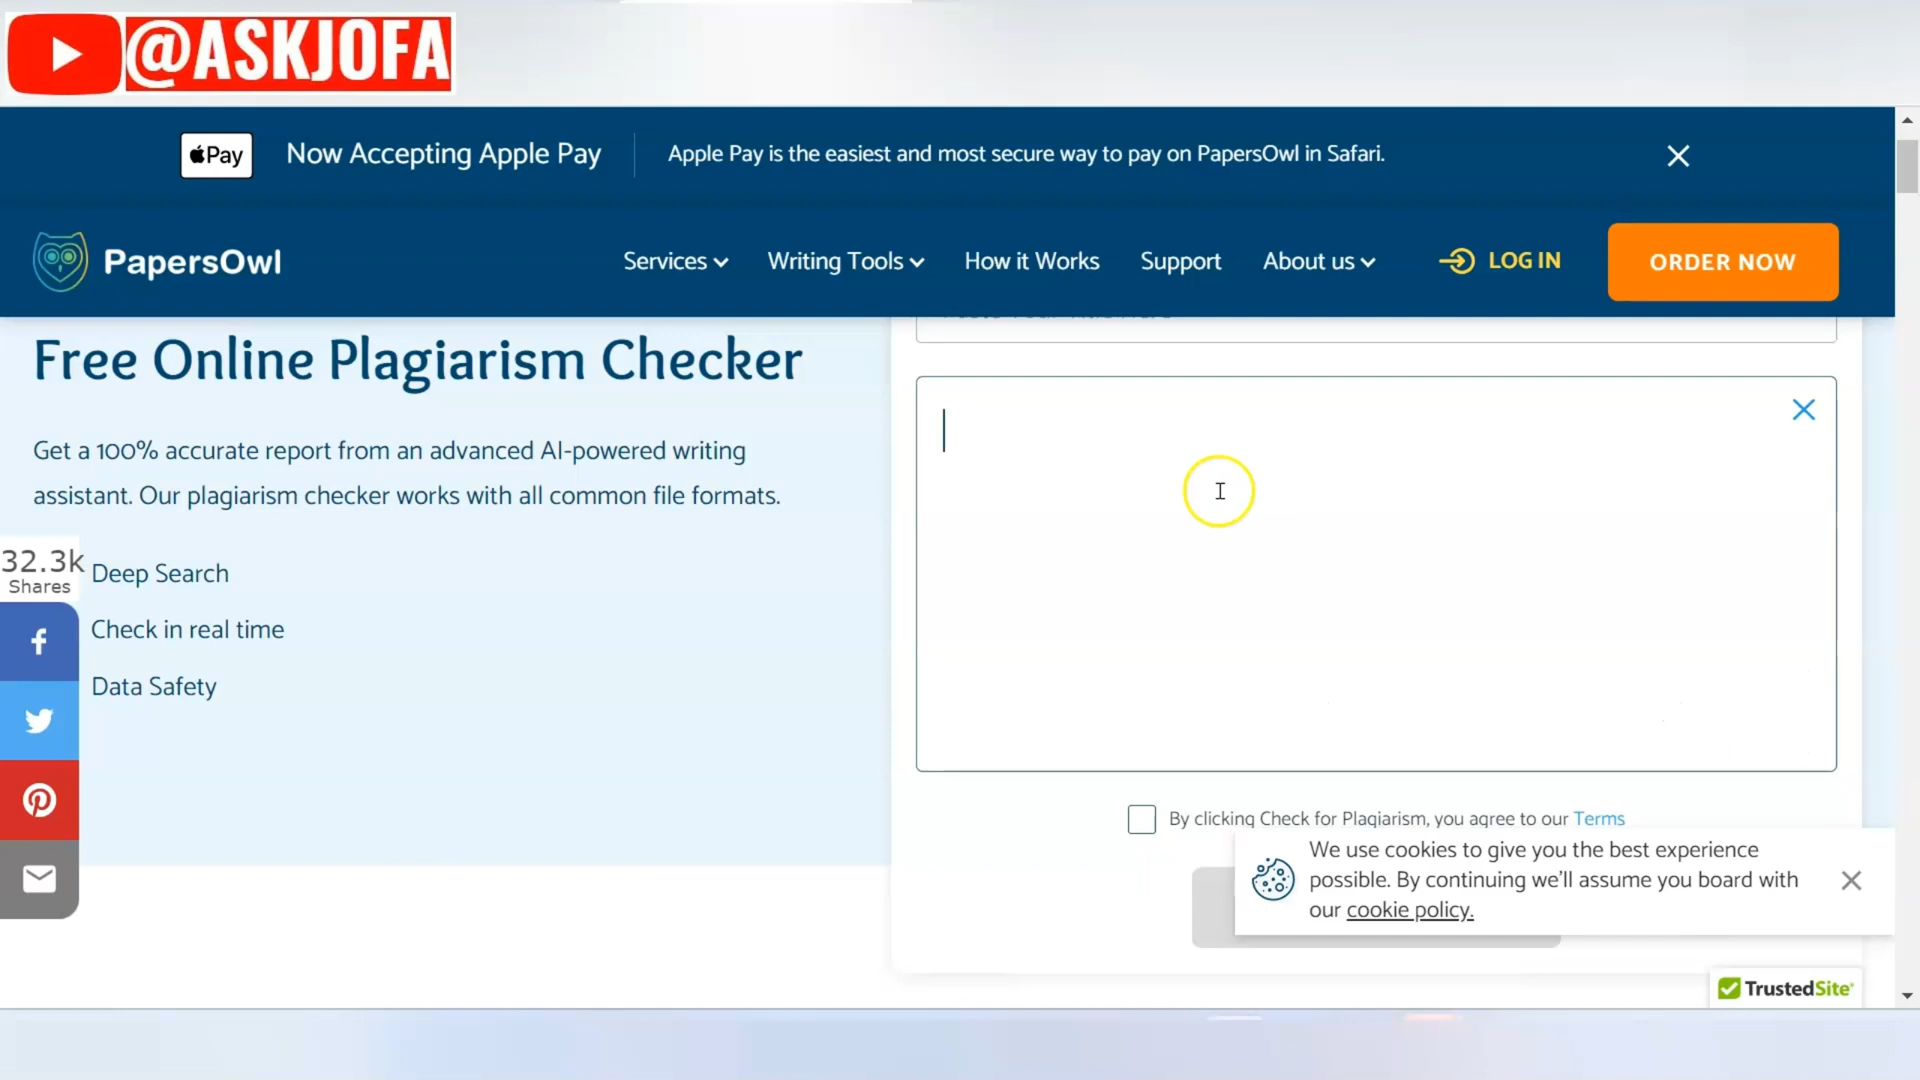 @ASKJOFA
Pay
Now Accepting Apple Pay
Apple Pay is the easiest and most secure way to pay on PapersOwl in Safari.
PapersOwl
Services
Writing Tools
How it Works
Support
About us
LOG IN
ORDER NOW
Free Online Plagiarism Checker
Get a 100% accurate report from an advanced AI-powered writing
assistant. Our plagiarism checker works with all common file formats.
32.3k
Shares
Deep Search
Check in real time
Data Safety
By clicking Check for Plagiarism, you agree to our Terms
We use cookies to give you the best experience
possible. By continuing we'll assume you board with
our cookie policy.
TrustedSite